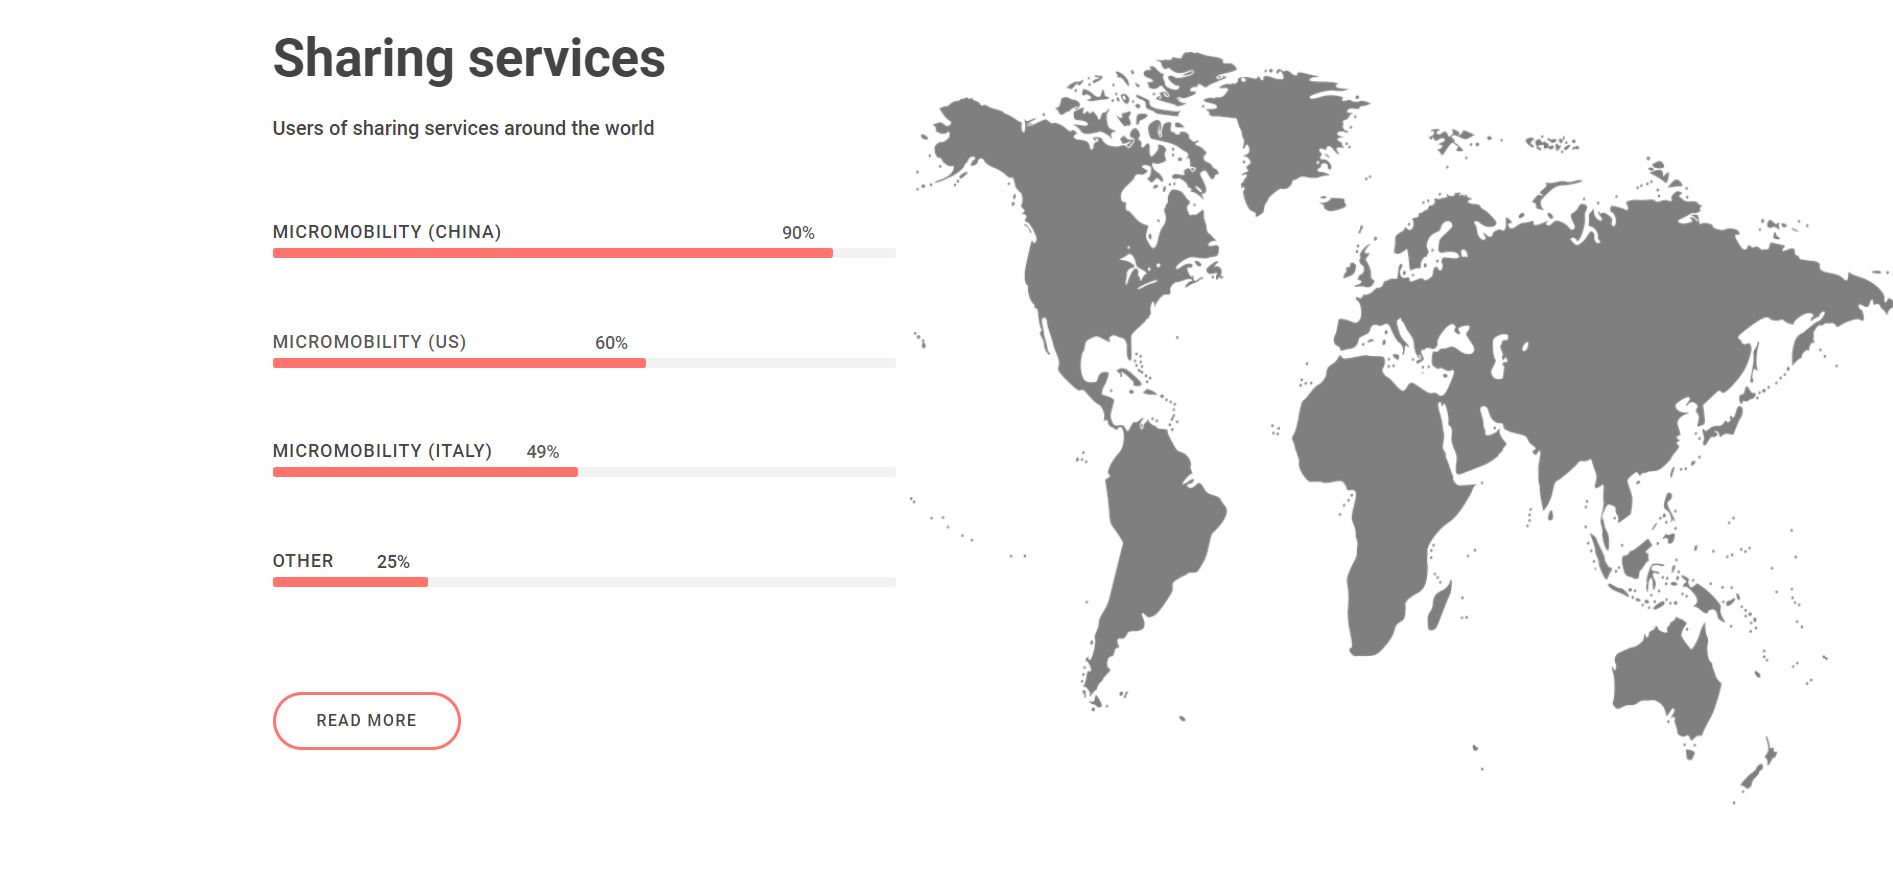 Sharing services
Users of sharing services around the world
MICROMOBILITY (CHINA) 90%
MICROMOBILITY (US) 60%
MICROMOBILITY (ITALY) 49%
OTHER 25%
READ MORE